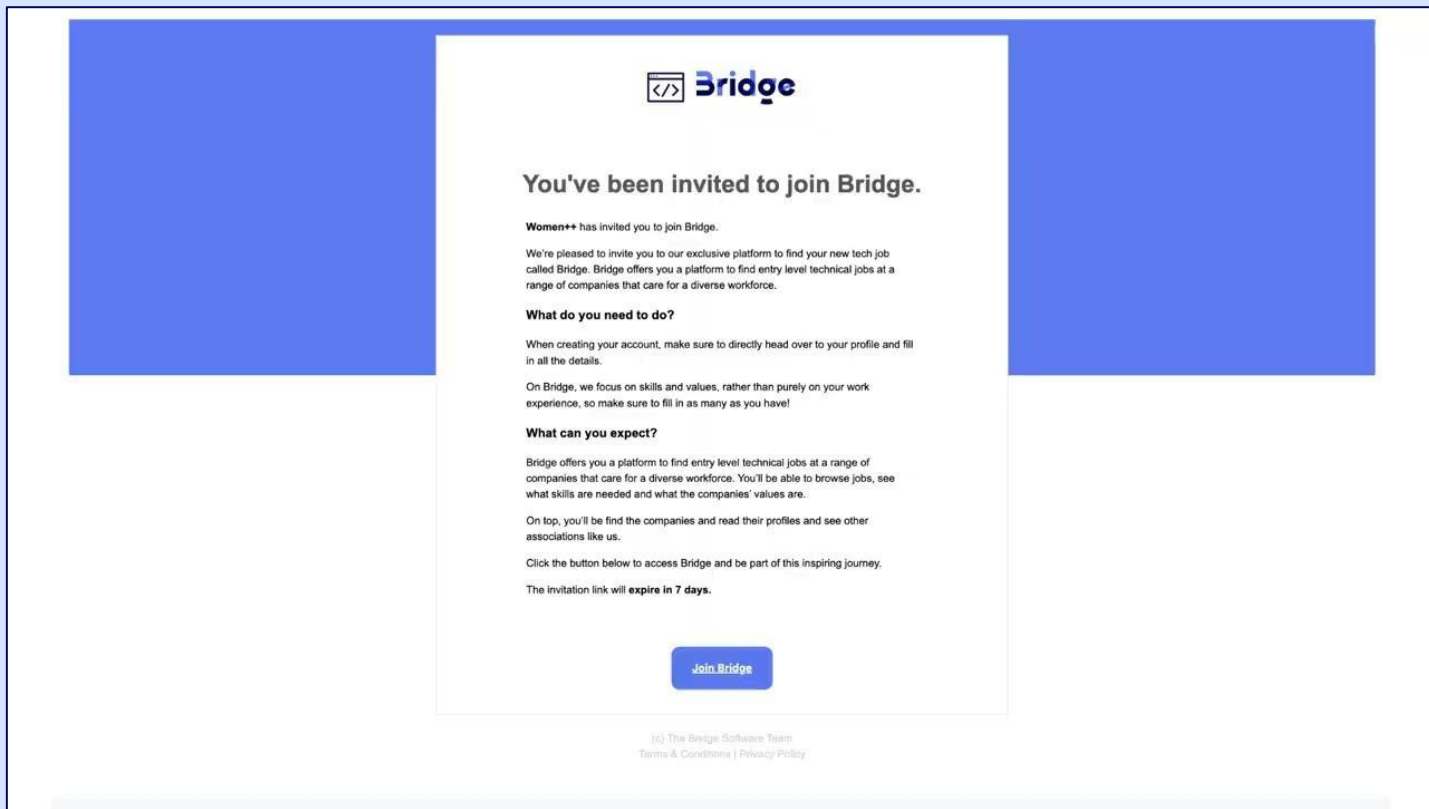 </> Bridge
You've been invited to join Bridge.
Women++ has invited you to join Bridge.
We're pleased to invite you to our exclusive platform to find your new tech job
called Bridge. Bridge offers you a platform to find entry level technical jobs at a
range of companies that care for a diverse workforce.
What do you need to do?
When creating your account, make sure to directly head over to your profile and fill
in all the details.
On Bridge, we focus on skills and values, rather than purely on your work
experience, so make sure to fill in as many as you have!
What can you expect?
Bridge offers you a platform to find entry level technical jobs at a range of
companies that care for a diverse workforce. You'll be able to browse jobs, see
what skills are needed and what the companies' values are.
On top, you'll be find the companies and read their profiles and see other
associations like us.
Click the button below to access Bridge and be part of this inspiring journey.
The invitation link will expire in 7 days.
Join Bridge
(c) The Bridge Software Team
Terms & Conditions | Privacy Policy